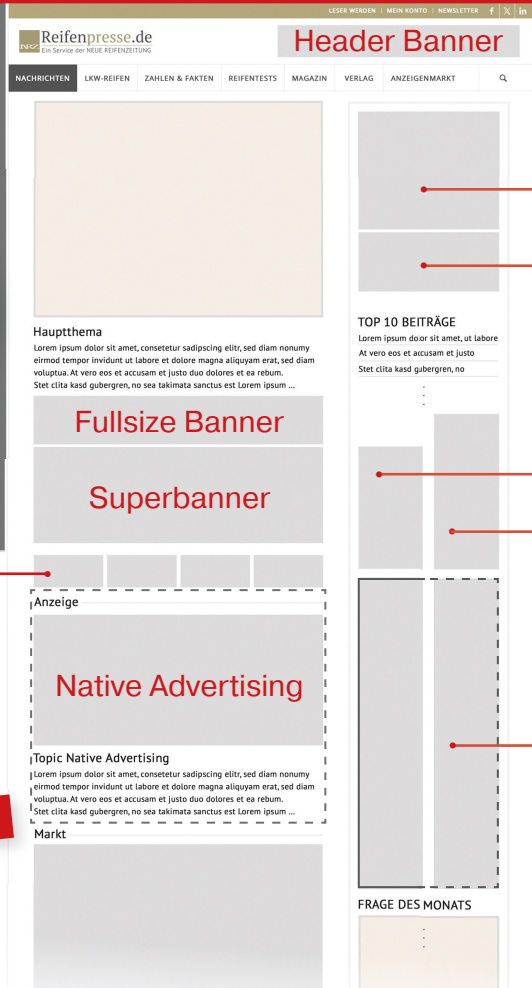 LESER WERDEN | MEIN KONTO | NEWSLETTER
NRZ Reifenpresse.de
Ein Service der NEUE REIFENZEITUNG
Header Banner
NACHRICHTEN LKW-REIFEN ZAHLEN & FAKTEN REIFENTESTS MAGAZIN VERLAG ANZEIGENMARKT
Hauptthema
Lorem ipsum dolor sit amet, consetetur sadipscing elitr, sed diam nonumy
eirmod tempor invidunt ut labore et dolore magna aliquyam erat, sed diam
voluptua. At vero eos et accusam et justo duo dolores et ea rebum.
Stet clita kasd gubergren, no sea takimata sanctus est Lorem ipsum ...
Fullsize Banner
Superbanner
Anzeige
Native Advertising
Topic Native Advertising
Lorem ipsum dolor sit amet, consetetur sadipscing elitr, sed diam nonumy
eirmod tempor invidunt ut labore et dolore magna aliquyam erat, sed diam
voluptua. At vero eos et accusam et justo duo dolores et ea rebum.
Stet clita kasd gubergren, no sea takimata sanctus est Lorem ipsum ...
Markt
TOP 10 BEITRÄGE
Lorem ipsum dolor sit amet, ut labore
At vero eos et accusam et justo
Stet clita kasd gubergren, no
FRAGE DES MONATS